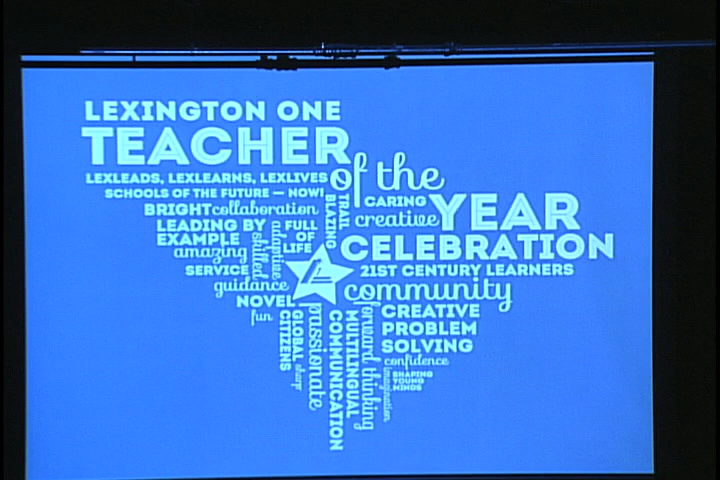 LEXINGTON ONE
TEACHER
of the
YEAR
CELEBRATION
LEXLEADS, LEXLEARNS, LEXLIVES
SCHOOLS OF THE FUTURE — NOW!
BRIGHT collaboration
TRAIL
BLAZING
CARING
creative
LEADING BY
EXAMPLE
adaptive
FULL
OF
LIFE
amazing
skilled
SERVICE
guidance
21ST CENTURY LEARNERS
community
NOVEL
fun
CITIZENS
GLOBAL
sharp
passionate
COMMUNICATION
MULTILINGUAL
forward thinking
CREATIVE
PROBLEM
SOLVING
confidence
imagination
SHAPING
YOUNG
MINDS